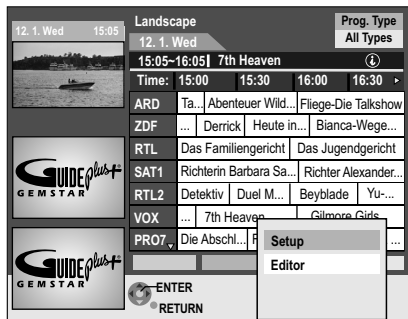 12. 1. Wed 15:05
Landscape
Prog. Type
All Types
12. 1. Wed
15:05~16:05 7th Heaven
Time: 15:00 15:30 16:00 16:30
ARD Ta... Abenteuer Wild... Fliege-Die Talkshow
ZDF ... Derrick Heute in... Bianca-Wege...
RTL Das Familiengericht Das Jugendgericht
SAT1 Richterin Barbara Sa... Richter Alexander...
RTL2 Detektiv Duel M... Beyblade Yu-...
VOX ... 7th Heaven Gilmore Girls
PRO7 Die Abschl... ...
GUIDE Plus+
GEMSTAR
GUIDE Plus+
GEMSTAR
Setup
Editor
ENTER
RETURN